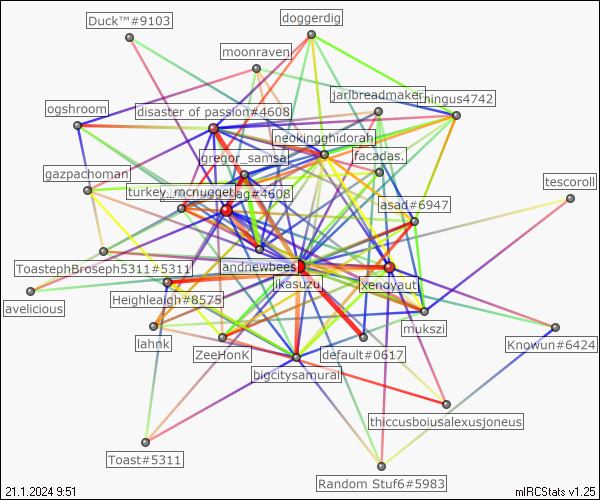 Duck™#9103
doggerdig
moonraven
jarlbreadmaker
mingus4742
ogshroom
disaster of passion#4608
neokingghidorah
gregor_samsa
facadas.
gazpachoman
turkey_mcnugget
ag#4608
tescoroll
asad#6947
ToastephBroseph5311#5311
andnewbees
ikasuzu
xenoyaut
avelicious
Heighleaigh#8575
mukszi
lahnk
ZeeHonK
default#0617
Knowun#6424
bigcitysamurai
thiccusboiusalexusjoneus
Toast#5311
Random Stuf6#5983
21.1.2024 9:51
mIRCStats v1.25